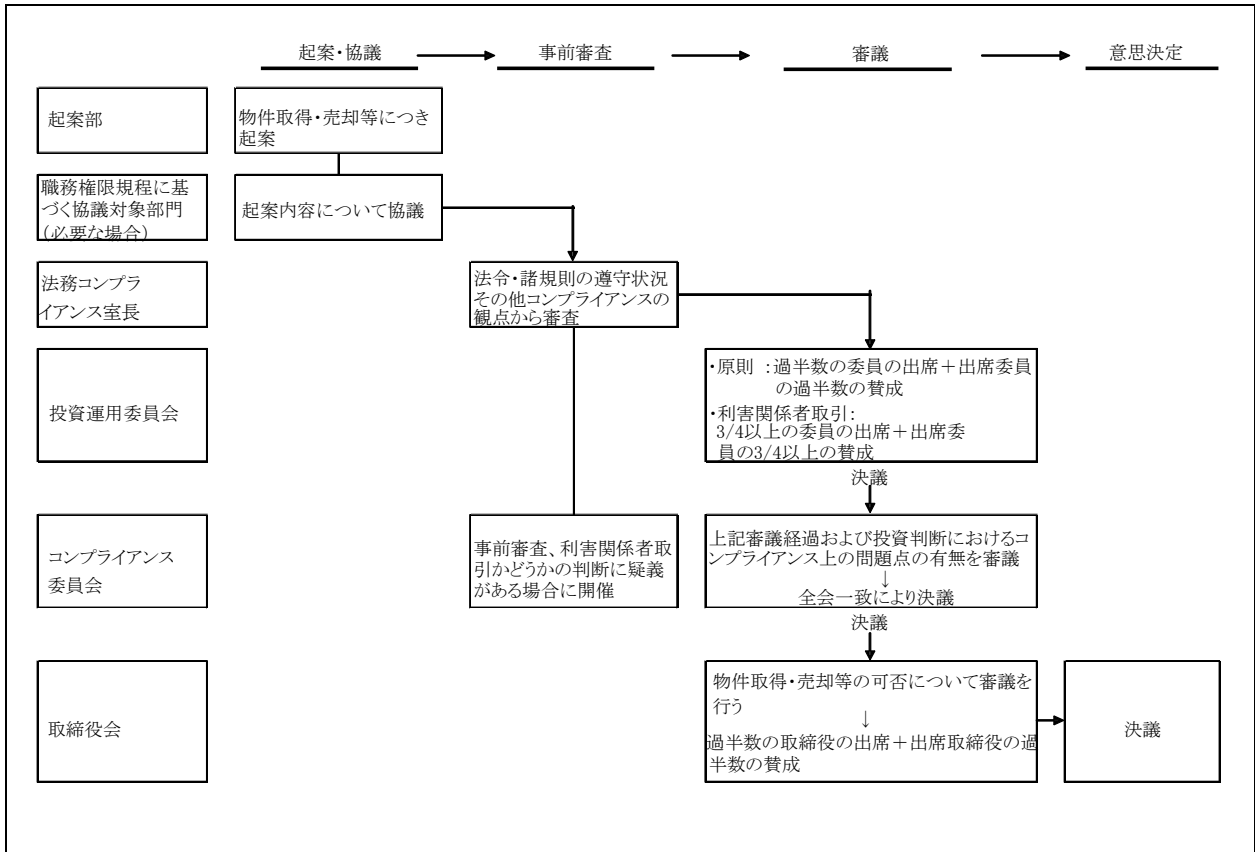 起案・協議
事前審査
審議
意思決定
起案部
物件取得・売却等につき
起案
職務権限規程に基
づく協議対象部門
(必要な場合)
起案内容について協議
法務コンプラ
イアンス室長
法令・諸規則の遵守状況
その他コンプライアンスの
観点から審査
投資運用委員会
・原則 :過半数の委員の出席+出席委員
の過半数の賛成
・利害関係者取引:
3/4以上の委員の出席+出席委
員の3/4以上の賛成
決議
コンプライアンス
委員会
事前審査、利害関係者取
引かどうかの判断に疑義
がある場合に開催
上記審議経過および投資判断におけるコ
ンプライアンス上の問題点の有無を審議
↓
全会一致により決議
決議
取締役会
物件取得・売却等の可否について審議を
行う
↓
過半数の取締役の出席+出席取締役の過
半数の賛成
決議